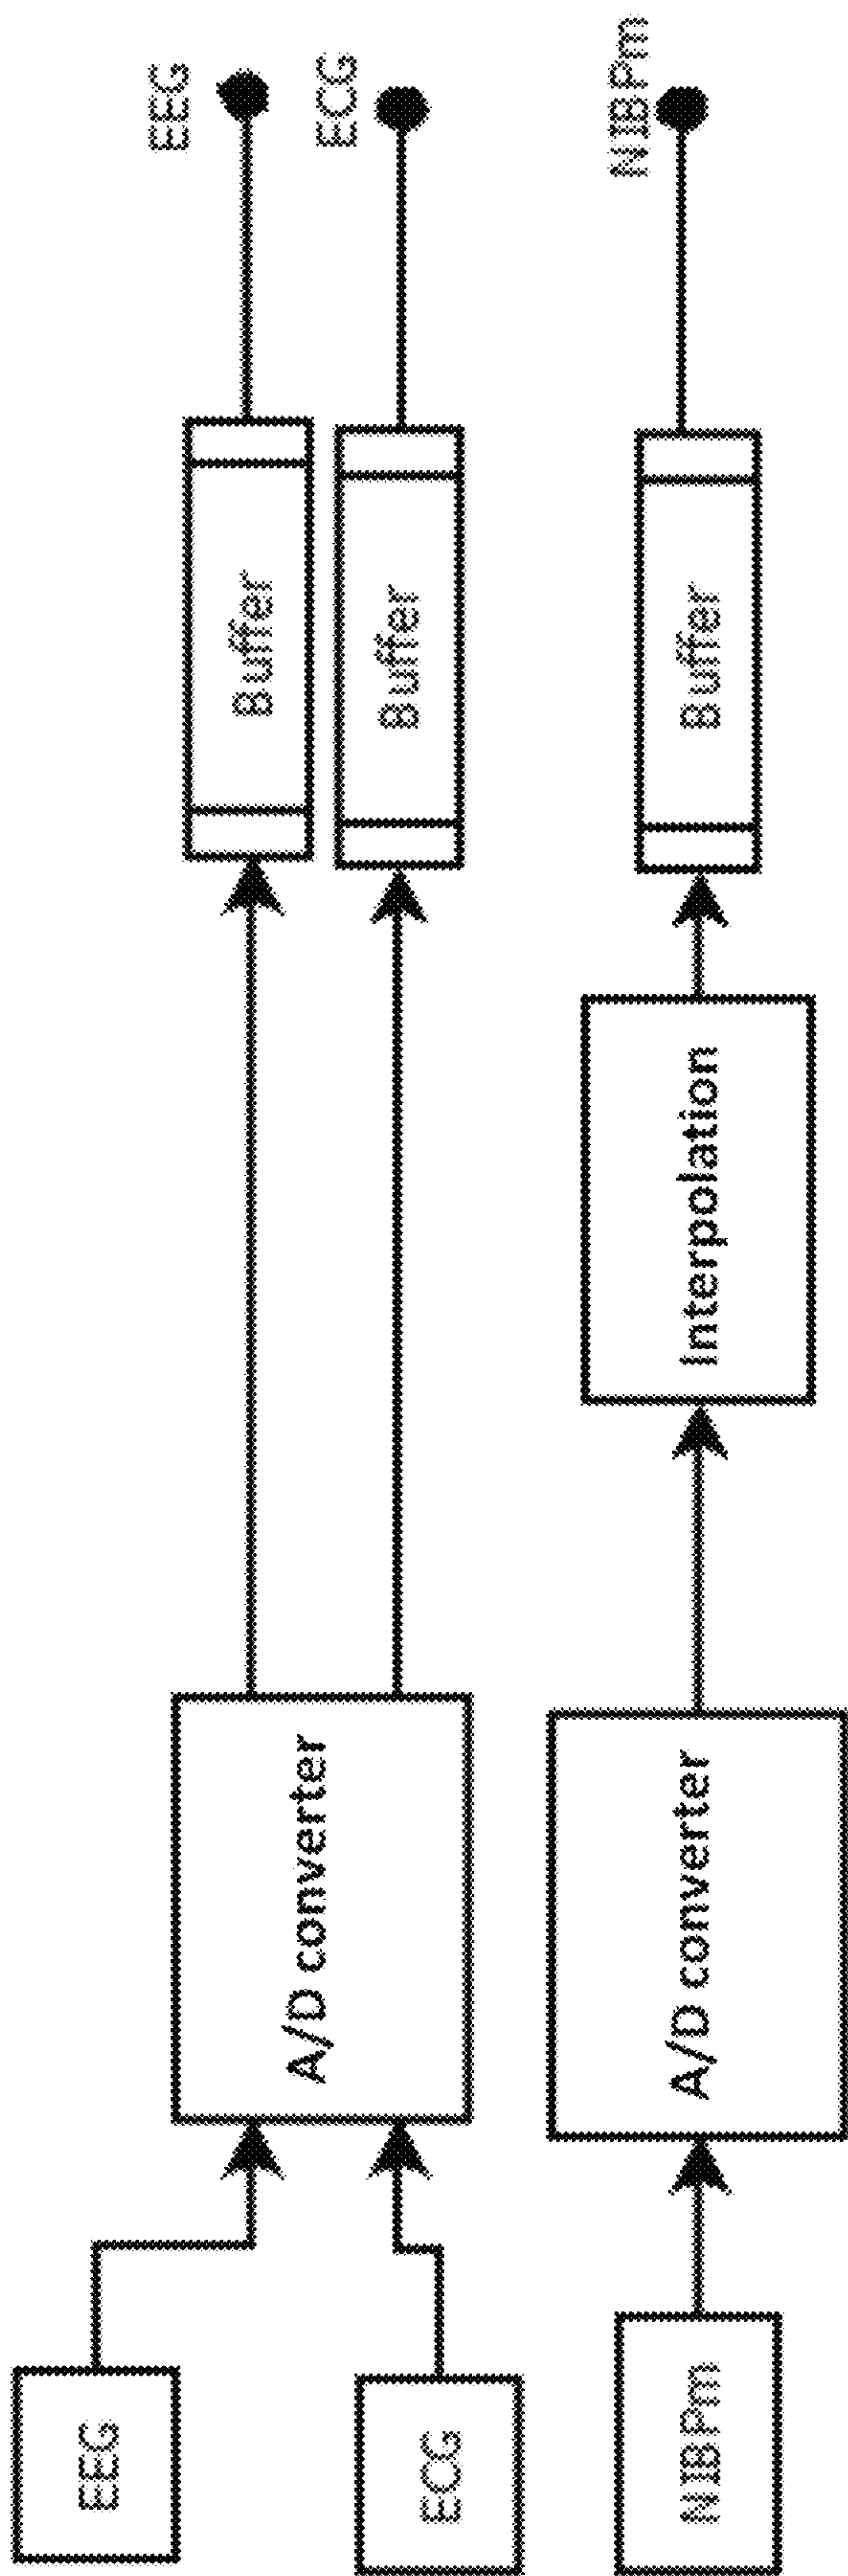 EEG
A/D converter
Buffer
EEG
ECG
Buffer
ECG
NIBPm
A/D converter
Interpolation
Buffer
NIBPm